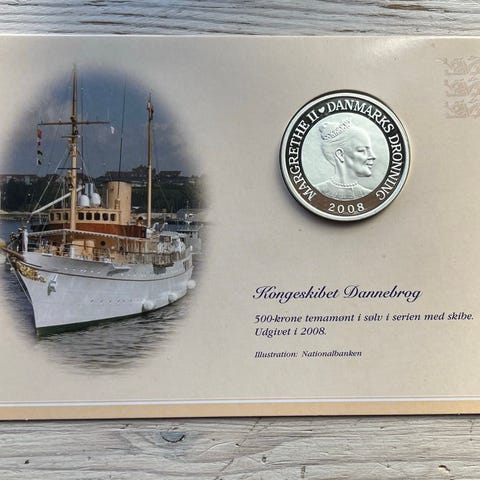 MARGRETHE II ♥ DANMARKS DRONNING
2008
Kongeskibet Dannebrog
500-krone temamønt i sølv i serien med skibe.
Udgivet i 2008.
Illustration: Nationalbanken